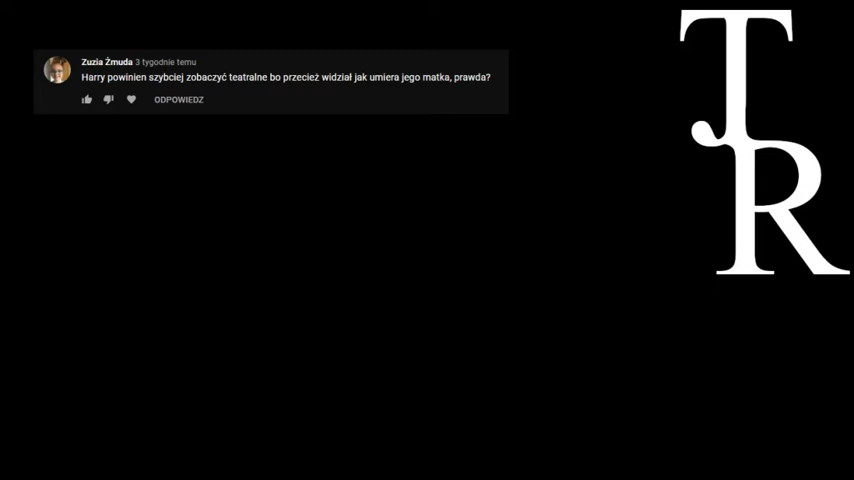 Zuzia Żmuda 3 tygodnie temu
Harry powinien szybciej zobaczyć teatralne bo przecież widział jak umiera jego matka, prawda?
ODPOWIEDZ
TR